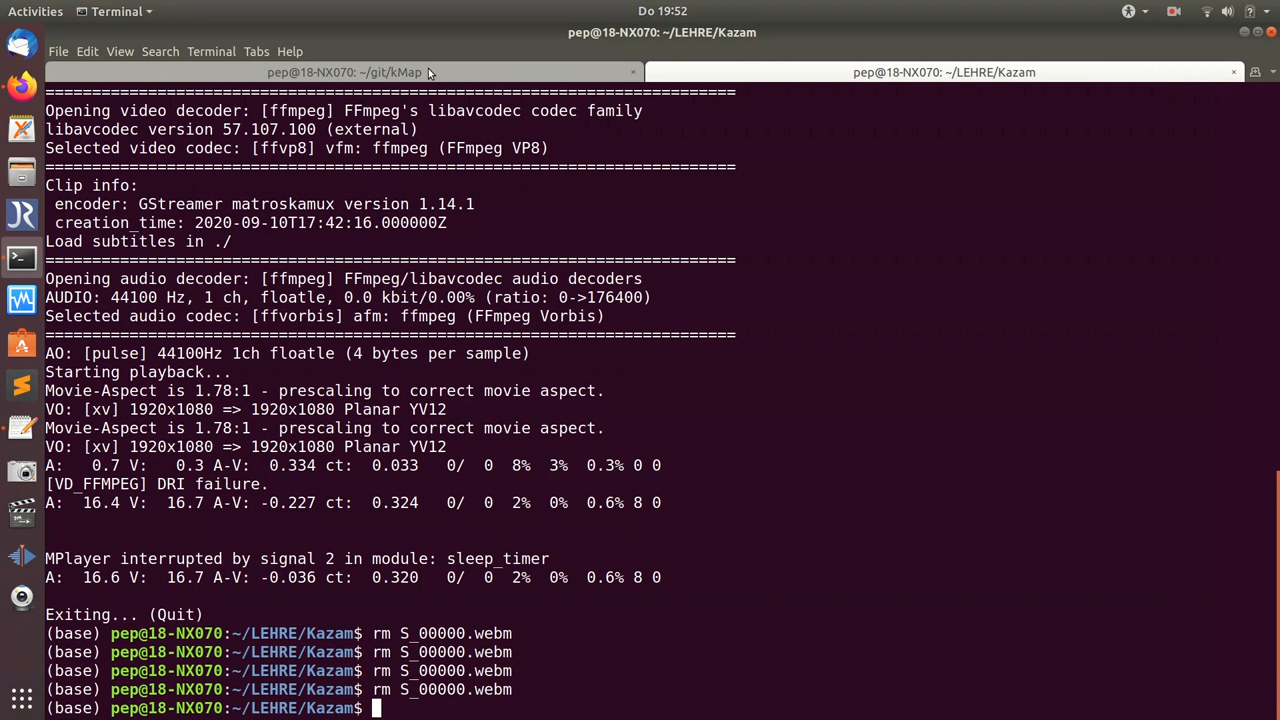 Activities Terminal Do 19:52
pep@18-NX070: ~/LEHRE/Kazam
File Edit View Search Terminal Tabs Help
pep@18-NX070: ~/git/kMap × pep@18-NX070: ~/LEHRE/Kazam ×
===========================================================================
Opening video decoder: [ffmpeg] FFmpeg's libavcodec codec family
libavcodec version 57.107.100 (external)
Selected video codec: [ffvp8] vfm: ffmpeg (FFmpeg VP8)
===========================================================================
Clip info:
encoder: GStreamer matroskamux version 1.14.1
creation_time: 2020-09-10T17:42:16.000000Z
Load subtitles in ./
===========================================================================
Opening audio decoder: [ffmpeg] FFmpeg/libavcodec audio decoders
AUDIO: 44100 Hz, 1 ch, floatle, 0.0 kbit/0.00% (ratio: 0->176400)
Selected audio codec: [ffvorbis] afm: ffmpeg (FFmpeg Vorbis)
===========================================================================
AO: [pulse] 44100Hz 1ch floatle (4 bytes per sample)
Starting playback...
Movie-Aspect is 1.78:1 - prescaling to correct movie aspect.
VO: [xv] 1920x1080 => 1920x1080 Planar YV12
Movie-Aspect is 1.78:1 - prescaling to correct movie aspect.
VO: [xv] 1920x1080 => 1920x1080 Planar YV12
A: 0.7 V: 0.3 A-V: 0.334 ct: 0.033 0/ 0 8% 3% 0.3% 0 0
[VD_FFMPEG] DRI failure.
A: 16.4 V: 16.7 A-V: -0.227 ct: 0.324 0/ 0 2% 0% 0.6% 8 0
MPlayer interrupted by signal 2 in module: sleep_timer
A: 16.6 V: 16.7 A-V: -0.036 ct: 0.320 0/ 0 2% 0% 0.6% 8 0
Exiting... (Quit)
(base) pep@18-NX070:~/LEHRE/Kazam$ rm S_00000.webm
(base) pep@18-NX070:~/LEHRE/Kazam$ rm S_00000.webm
(base) pep@18-NX070:~/LEHRE/Kazam$ rm S_00000.webm
(base) pep@18-NX070:~/LEHRE/Kazam$ rm S_00000.webm
(base) pep@18-NX070:~/LEHRE/Kazam$